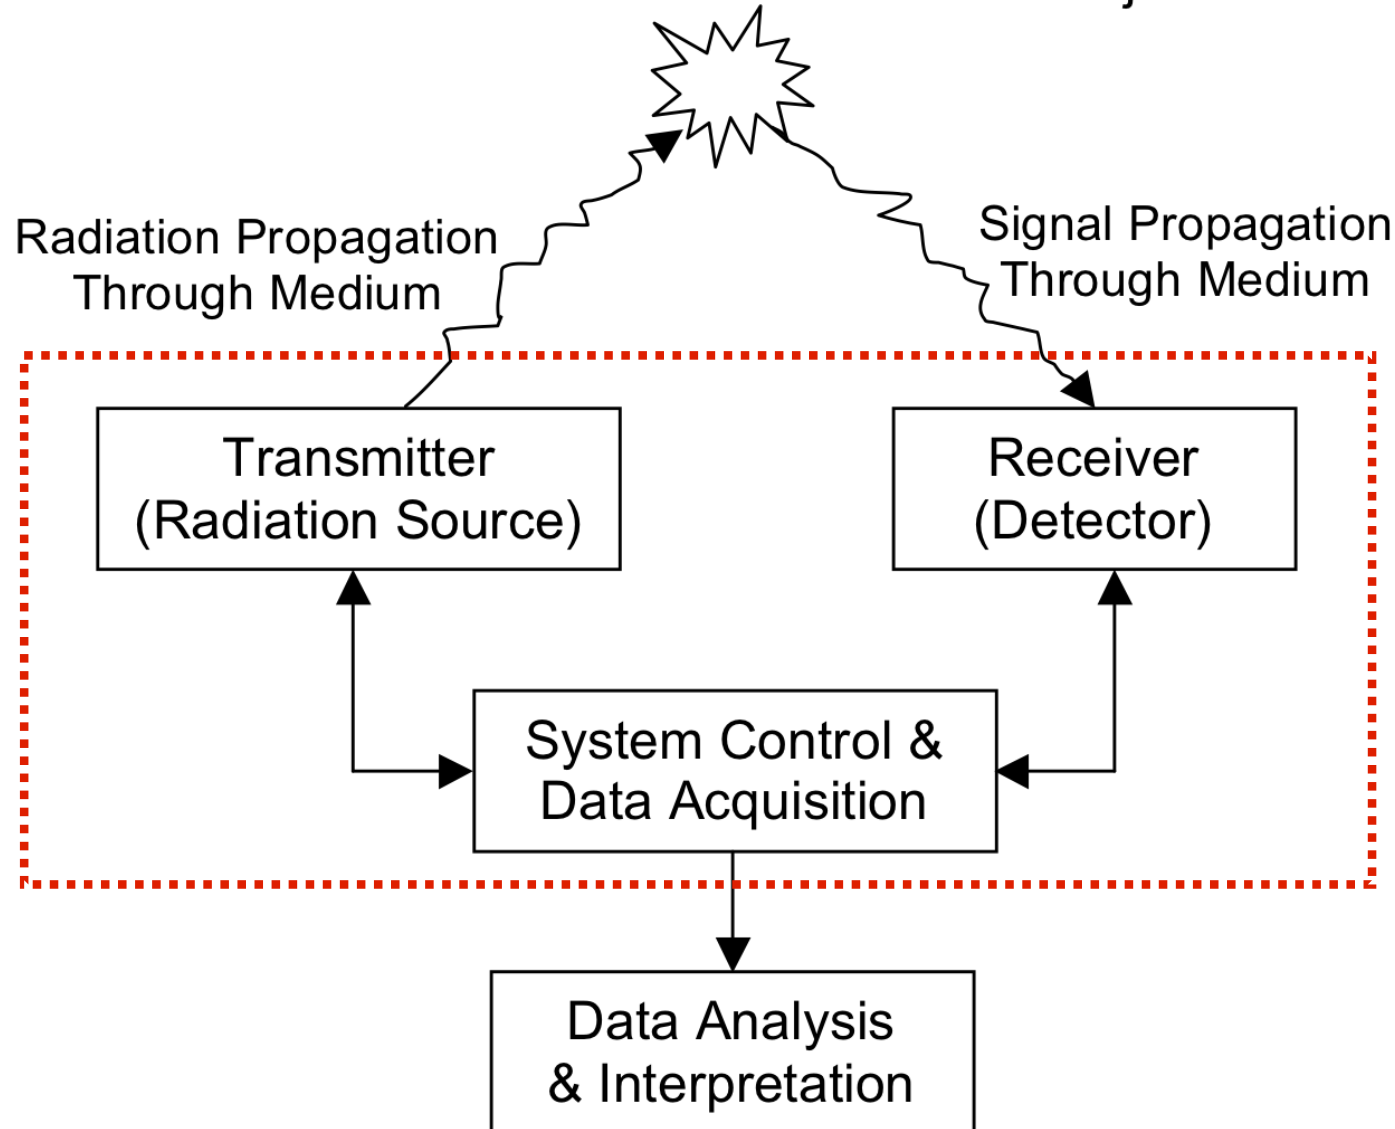 Radiation Propagation
Through Medium
Signal Propagation
Through Medium
Transmitter
(Radiation Source)
Receiver
(Detector)
System Control &
Data Acquisition
Data Analysis
& Interpretation